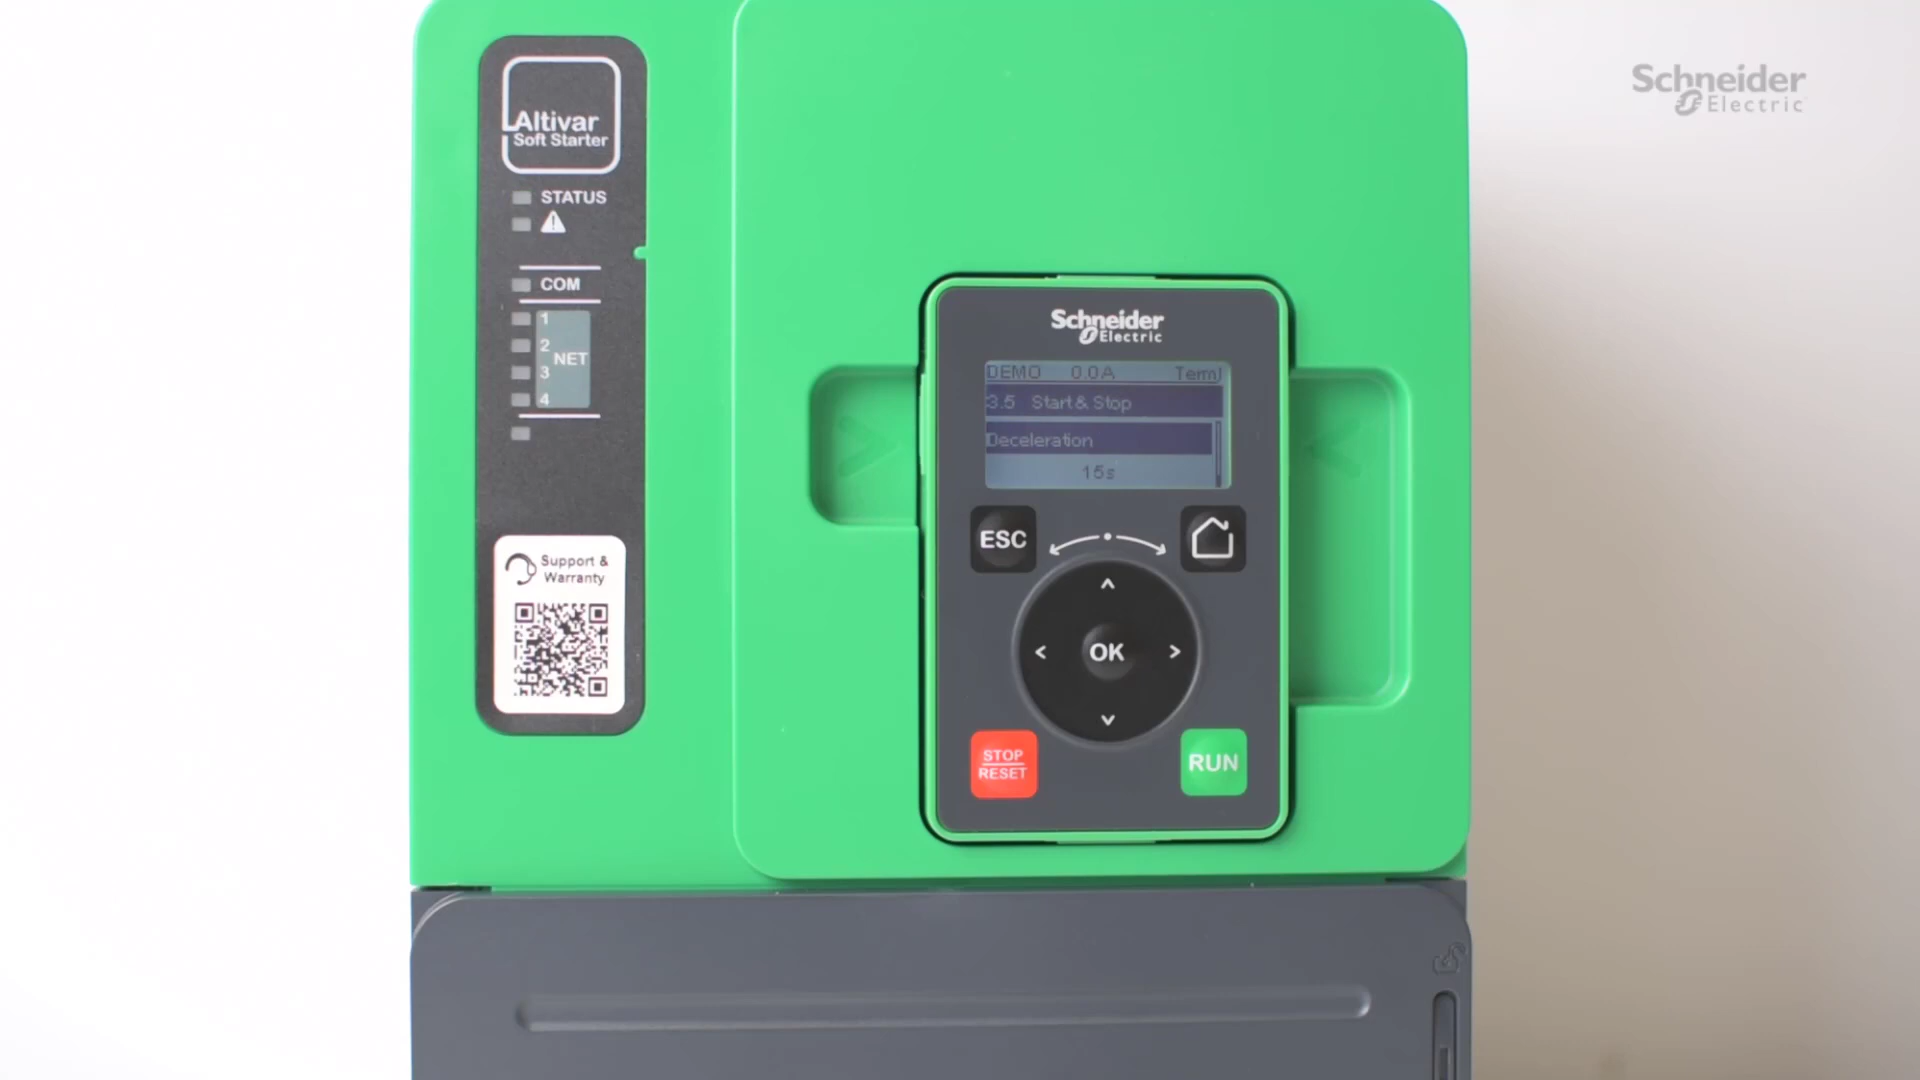 Schneider
Electric
Altivar
Soft Starter
STATUS
COM
1
2
NET
3
4
Support &
Warranty
Schneider
Electric
DEMO 0.0A Term
3.5 Start & Stop
Deceleration
15s
ESC
OK
STOP
RESET
RUN